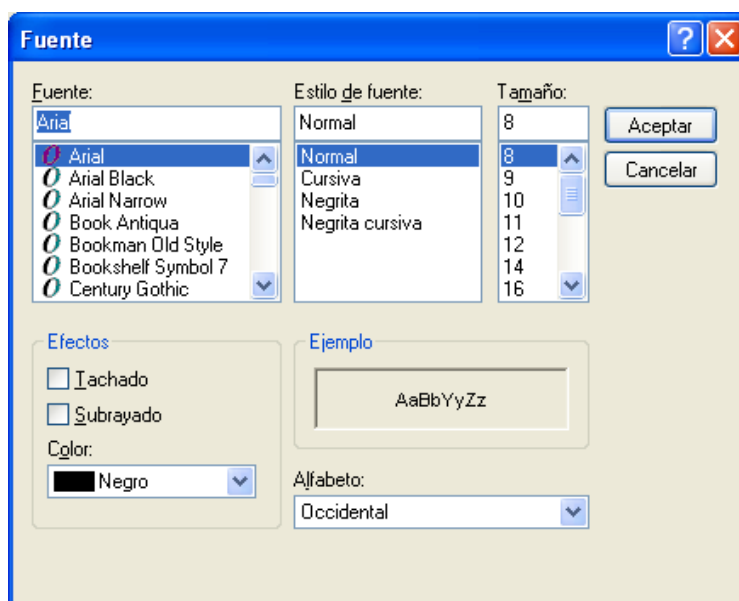 Fuente
Fuente:
Arial
Arial
Arial Black
Arial Narrow
Book Antiqua
Bookman Old Style
Bookshelf Symbol 7
Century Gothic
Estilo de fuente:
Normal
Normal
Cursiva
Negrita
Negrita cursiva
Tamaño:
8
8
9
10
11
12
14
16
Aceptar
Cancelar
Efectos
Tachado
Subrayado
Color:
Negro
Ejemplo
AaBbYyZz
Alfabeto:
Occidental